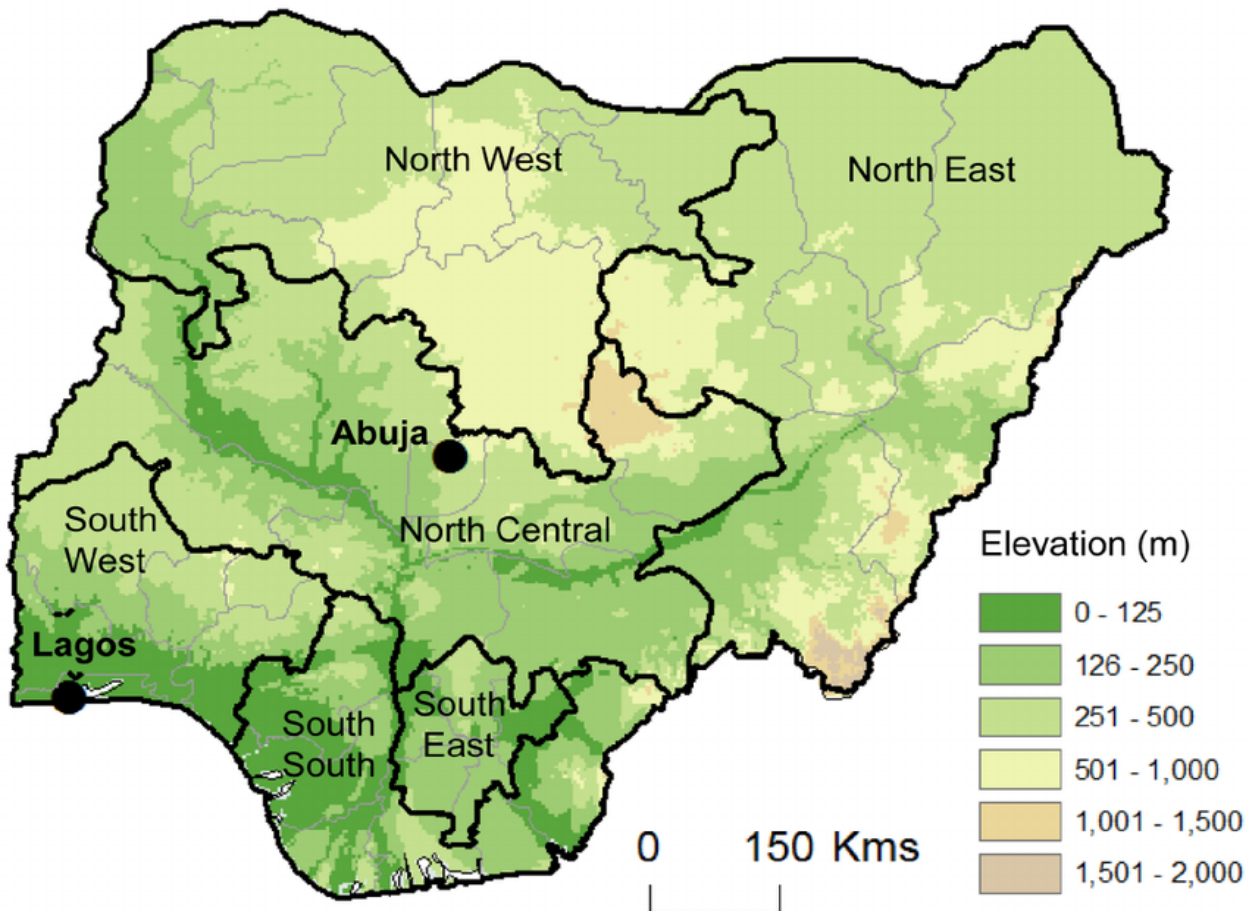 North West
North East
Abuja
North Central
South
West
Lagos
South
South
South
East
Elevation (m)
0 - 125
126 - 250
251 - 500
501 - 1,000
1,001 - 1,500
1,501 - 2,000
0 150 Kms